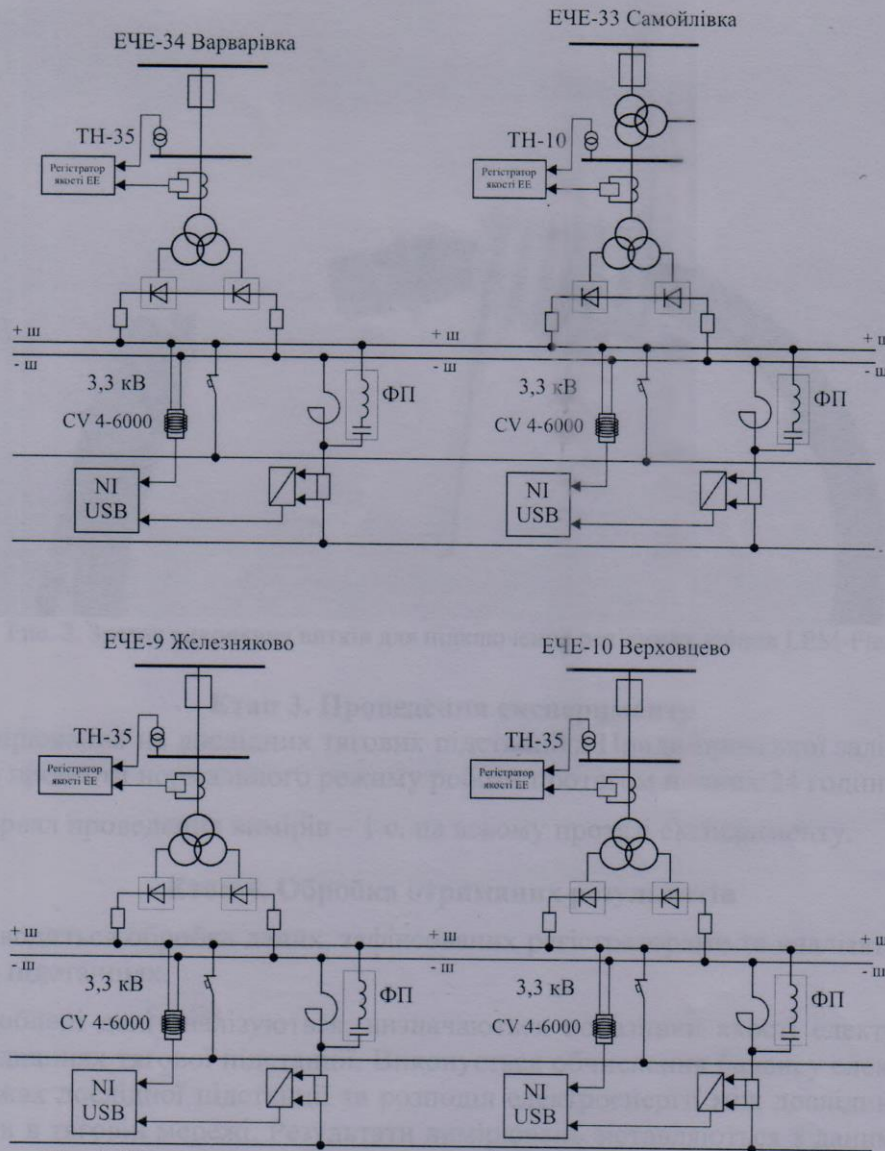 ЕЧЕ-34 Варварівка
ЕЧЕ-33 Самойлівка
ТН-35
Регістратор
якості ЕЕ
ТН-10
Регістратор
якості ЕЕ
+ ш
- ш
+ ш
- ш
+ ш
- ш
3,3 кВ
CV 4-6000
ФП
3,3 кВ
CV 4-6000
ФП
NI
USB
NI
USB
ЕЧЕ-9 Железняково
ЕЧЕ-10 Верховцево
Етап 3. Проведення експерименту
ТН-35
Регістратор
якості ЕЕ
ТН-35
Регістратор
якості ЕЕ
+ ш
- ш
+ ш
- ш
+ ш
- ш
3,3 кВ
CV 4-6000
ФП
3,3 кВ
CV 4-6000
ФП
NI
USB
NI
USB